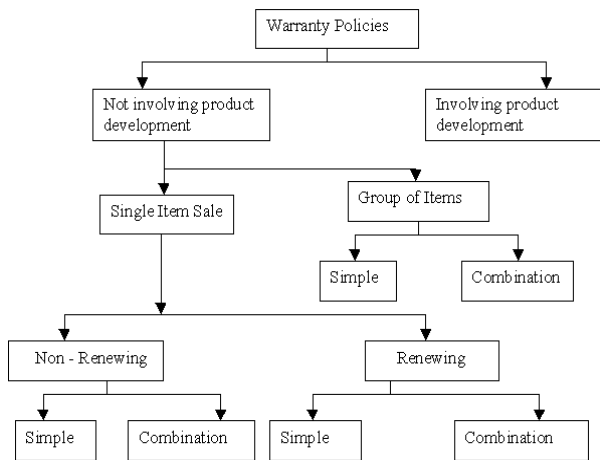 Warranty Policies
Not involving product
development
Involving product
development
Single Item Sale
Group of Items
Simple
Combination
Non - Renewing
Renewing
Simple
Combination
Simple
Combination